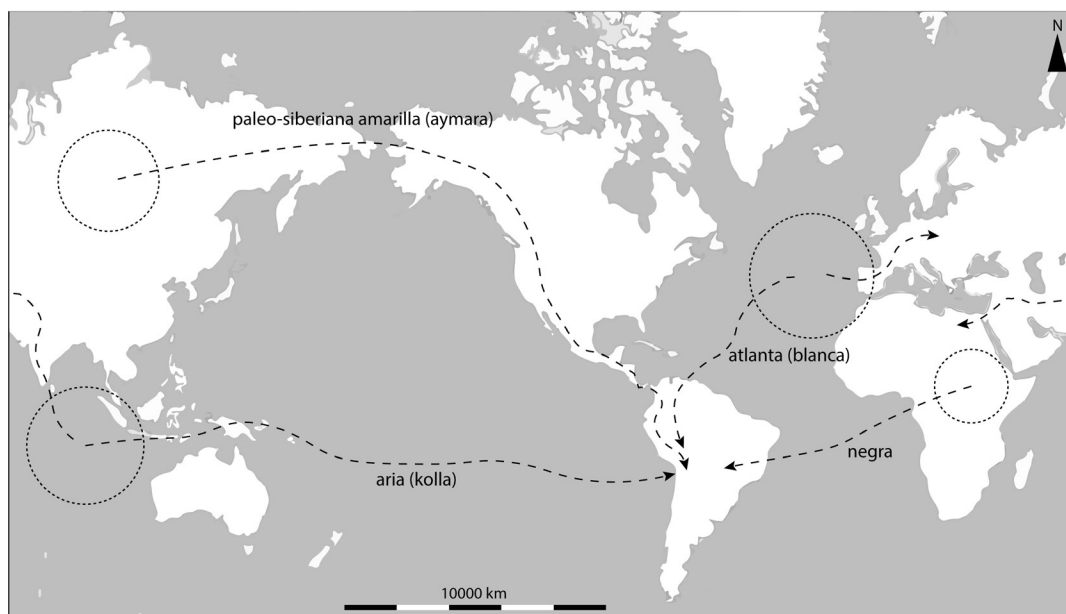 N
paleo-siberiana amarilla (aymara)
atlanta (blanca)
negra
aria (kolla)
10000 km